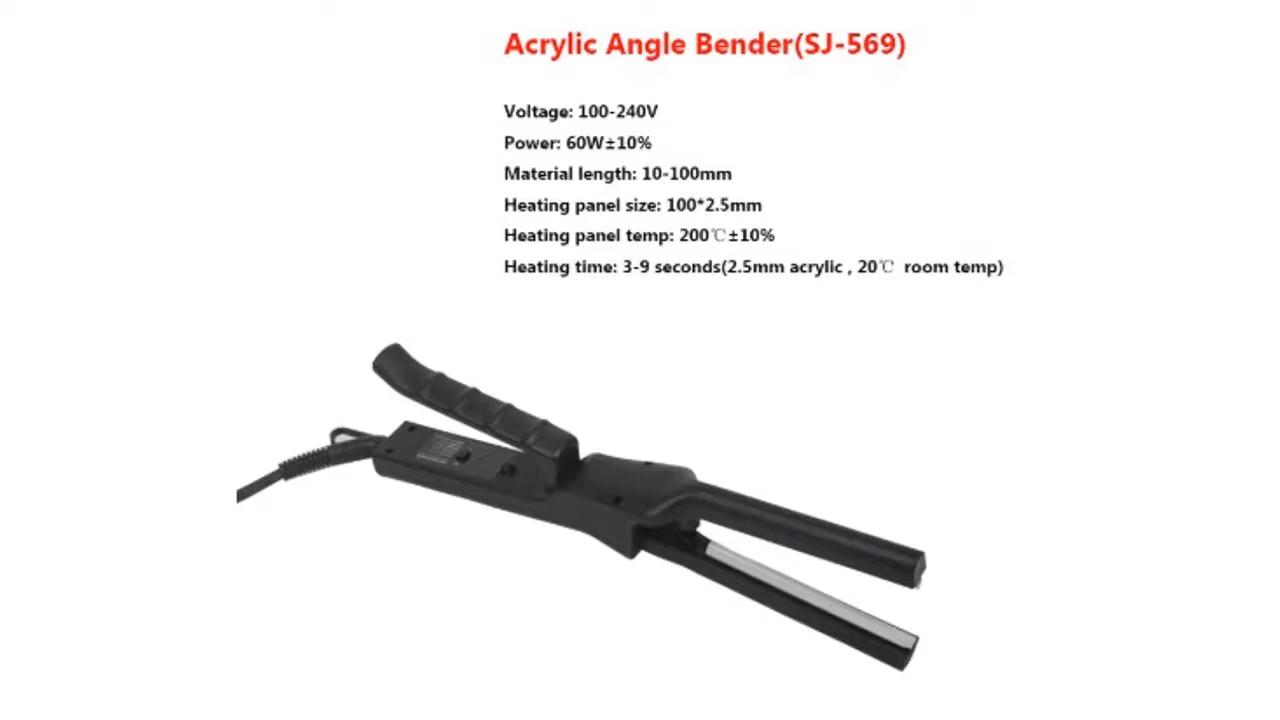 Acrylic Angle Bender(SJ-569)
Voltage: 100-240V
Power: 60W±10%
Material length: 10-100mm
Heating panel size: 100*2.5mm
Heating panel temp: 200℃±10%
Heating time: 3-9 seconds(2.5mm acrylic , 20℃ room temp)